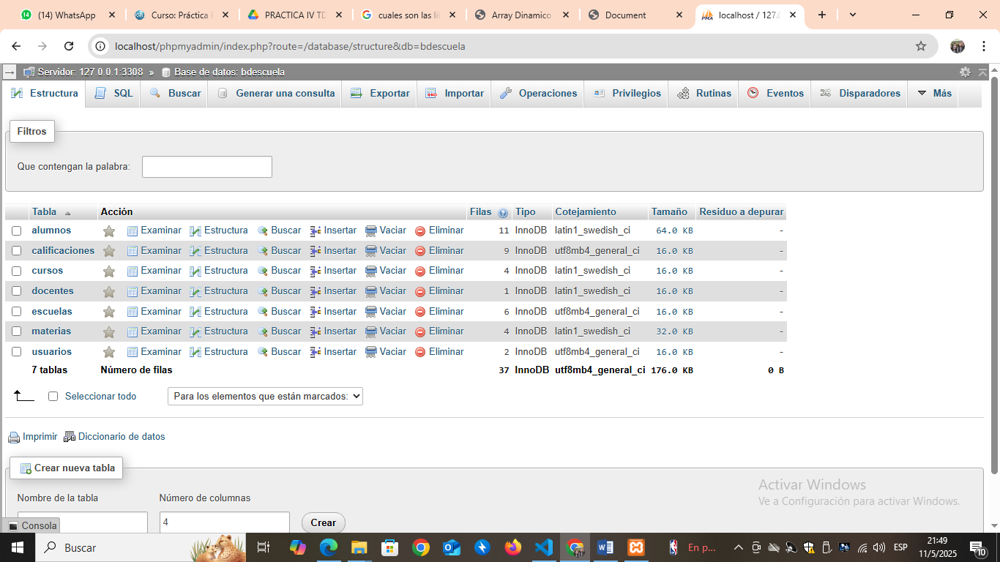 (14) WhatsApp
Curso: Práctica
PRACTICA IV TD
cuales son las li
Array Dinamico
Document
localhost / 127.0
localhost/phpmyadmin/index.php?route=/database/structure&db=bdescuela
Servidor: 127.0.0.1:3308 » Base de datos: bdescuela
Estructura SQL Buscar Generar una consulta Exportar Importar Operaciones Privilegios Rutinas Eventos Disparadores Más
Filtros
Que contengan la palabra:
Tabla Acción Filas Tipo Cotejamiento Tamaño Residuo a depurar
alumnos Examinar Estructura Buscar Insertar Vaciar Eliminar 11 InnoDB latin1_swedish_ci 64.0 KB -
calificaciones Examinar Estructura Buscar Insertar Vaciar Eliminar 9 InnoDB utf8mb4_general_ci 16.0 KB -
cursos Examinar Estructura Buscar Insertar Vaciar Eliminar 4 InnoDB latin1_swedish_ci 16.0 KB -
docentes Examinar Estructura Buscar Insertar Vaciar Eliminar 1 InnoDB latin1_swedish_ci 16.0 KB -
escuelas Examinar Estructura Buscar Insertar Vaciar Eliminar 6 InnoDB utf8mb4_general_ci 16.0 KB -
materias Examinar Estructura Buscar Insertar Vaciar Eliminar 4 InnoDB latin1_swedish_ci 32.0 KB -
usuarios Examinar Estructura Buscar Insertar Vaciar Eliminar 2 InnoDB utf8mb4_general_ci 16.0 KB -
7 tablas Número de filas 37 InnoDB utf8mb4_general_ci 176.0 KB 0 B
Seleccionar todo Para los elementos que están marcados:
Imprimir Diccionario de datos
Crear nueva tabla
Nombre de la tabla Número de columnas
4 Crear
Consola
Activar Windows
Ve a Configuración para activar Windows.
Buscar
En p...
ESP
21:49
11/5/2025
10